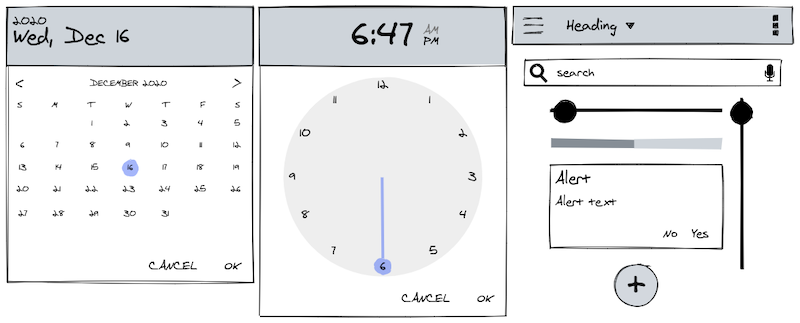 2020
Wed, Dec 16
< DECEMBER 2020 >
S M T W T F S
1 2 3 4 5
6 7 8 9 10 11 12
13 14 15 16 17 18 19
20 21 22 23 24 25 26
27 28 29 30 31
CANCEL OK
6:47 AM
PM
12
11 1
10 2
9 3
8 4
7 5
6
CANCEL OK
Heading
search
Alert
Alert text
No Yes
+